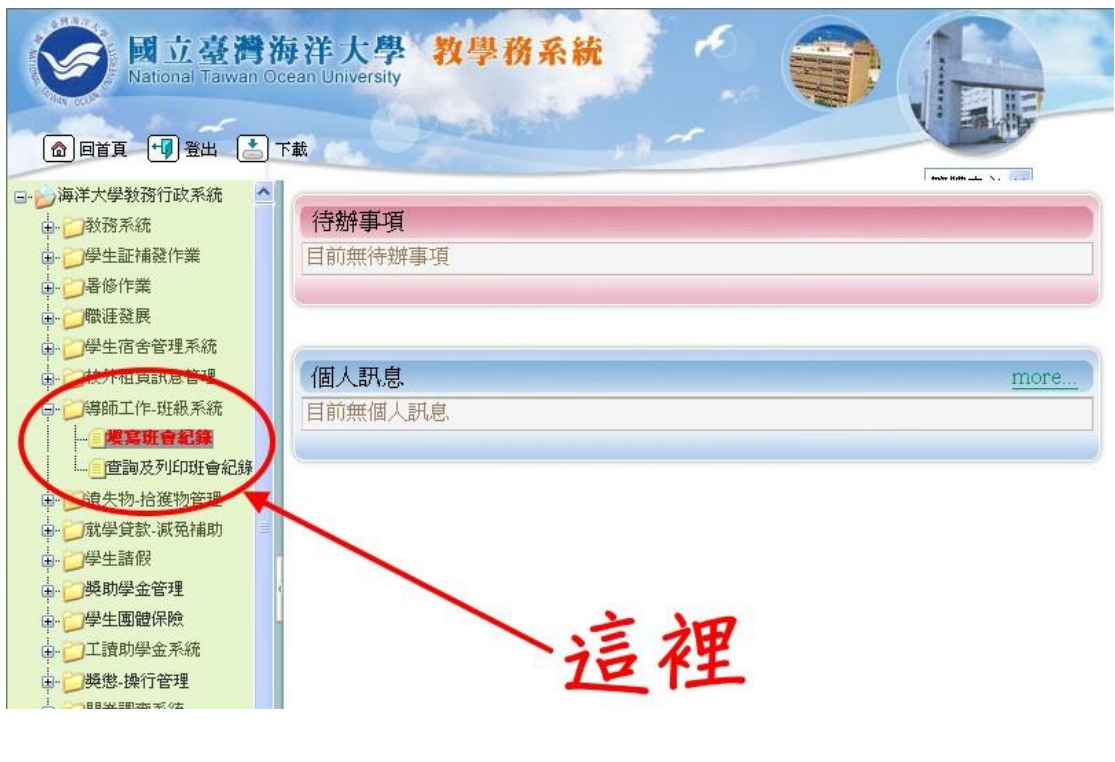 國立臺灣海洋大學 教學務系統
National Taiwan Ocean University
回首頁 登出 下載
海洋大學教務行政系統
教務系統
學生証補發作業
暑修作業
職涯發展
學生宿舍管理系統
校外租賃訊息管理
導師工作-班級系統
填寫班會紀錄
查詢及列印班會紀錄
遺失物-拾獲物管理
就學貸款-減免補助
學生請假
獎助學金管理
學生團體保險
工讀助學金系統
獎懲-操行管理
待辦事項
目前無待辦事項
個人訊息 more...
目前無個人訊息
這裡